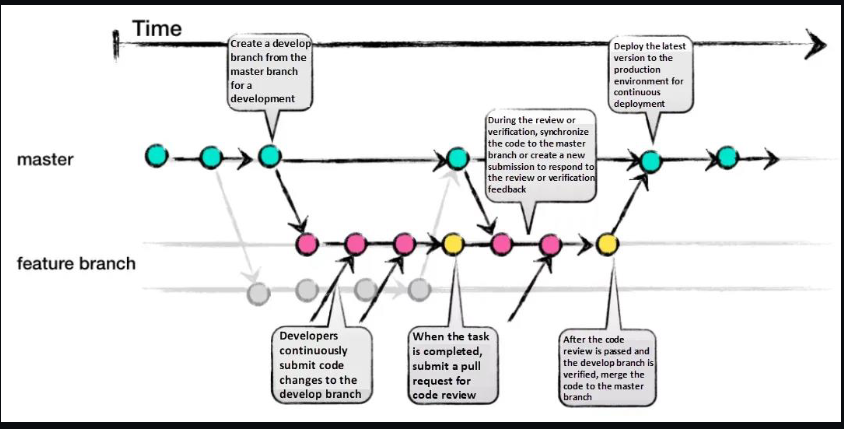 Time
Create a develop
branch from the
master branch
for a
development
Deploy the latest
version to the
production
environment for
continuous
deployment
During the review or
verification, synchronize
the code to the master
branch or create a new
submission to respond to
the review or verification
feedback
master
feature branch
Developers
continuously
submit code
changes to the
develop branch
When the task
is completed,
submit a pull
request for
code review
After the code
review is passed and
the develop branch is
verified, merge the
code to the master
branch